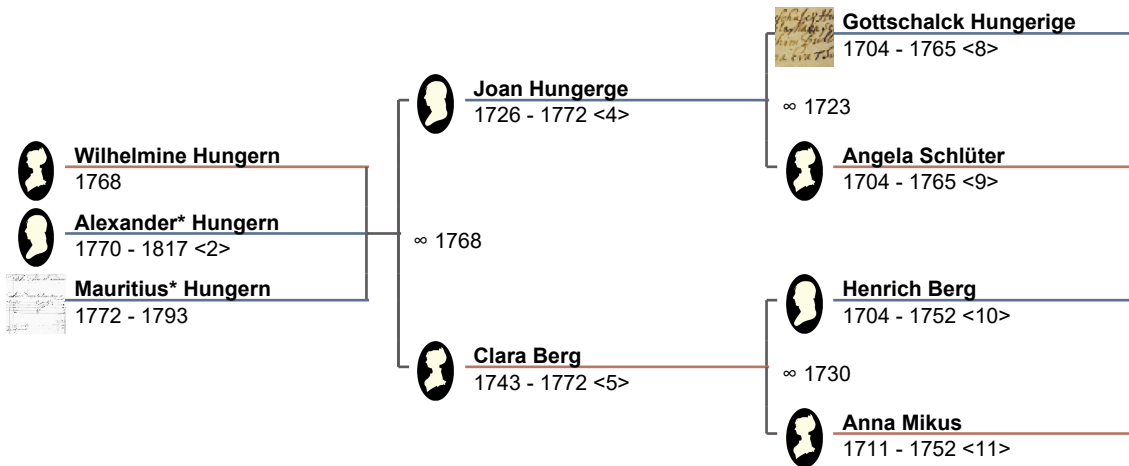 Gottschalck Hungerige
1704 - 1765 <8>
Joan Hungerge
1726 - 1772 <4>
∞ 1723
Wilhelmine Hungern
1768
Angela Schlüter
1704 - 1765 <9>
Alexander* Hungern
1770 - 1817 <2>
∞ 1768
Mauritius* Hungern
1772 - 1793
Henrich Berg
1704 - 1752 <10>
Clara Berg
1743 - 1772 <5>
∞ 1730
Anna Mikus
1711 - 1752 <11>